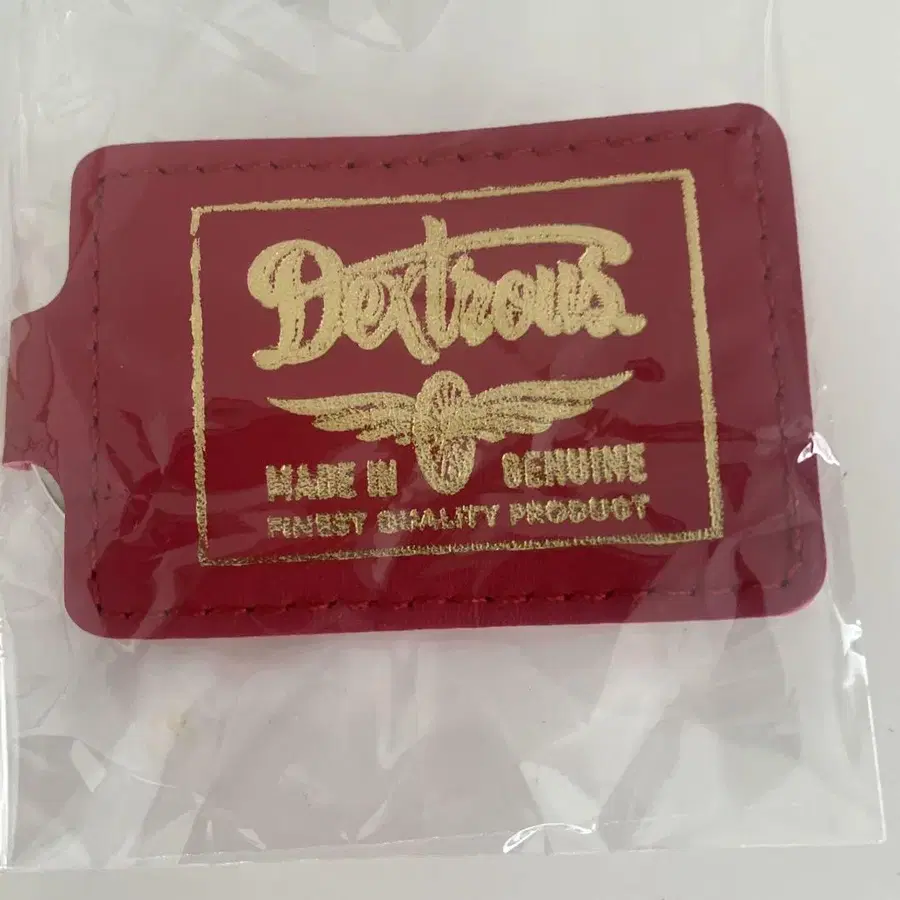 Dextrous
MADE IN GENUINE
FINEST QUALITY PRODUCT